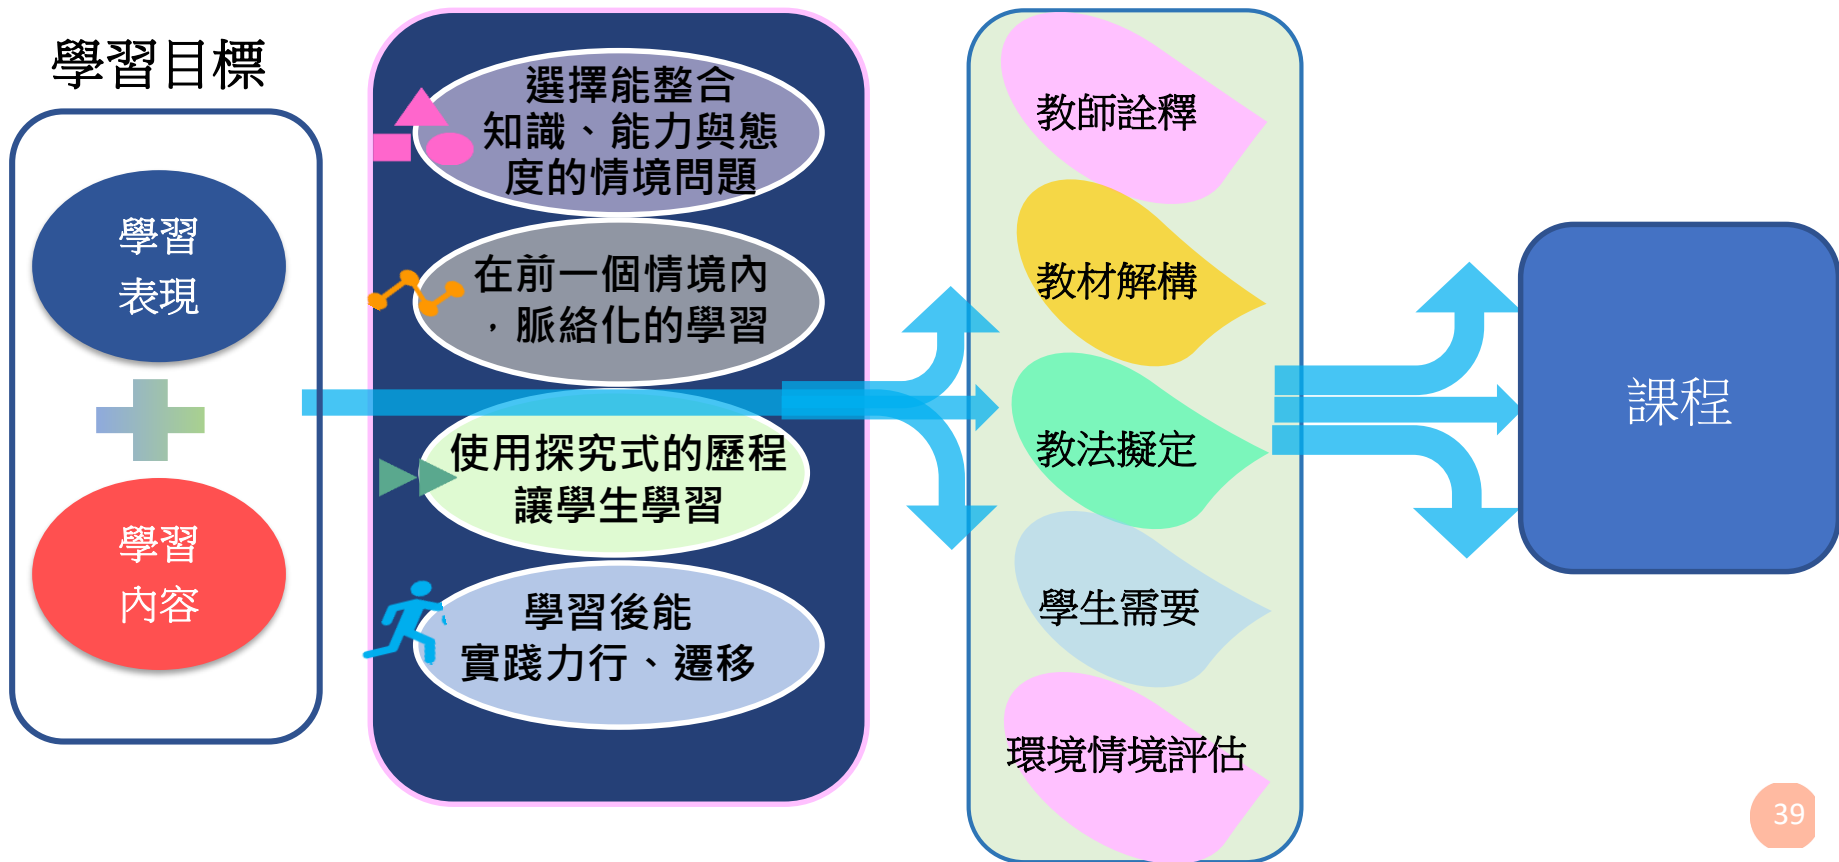 學習目標
學習
表現
學習
內容
選擇能整合
知識、能力與態
度的情境問題
在前一個情境內
，脈絡化的學習
使用探究式的歷程
讓學生學習
學習後能
實踐力行、遷移
教師詮釋
教材解構
教法擬定
學生需要
環境情境評估
課程
39